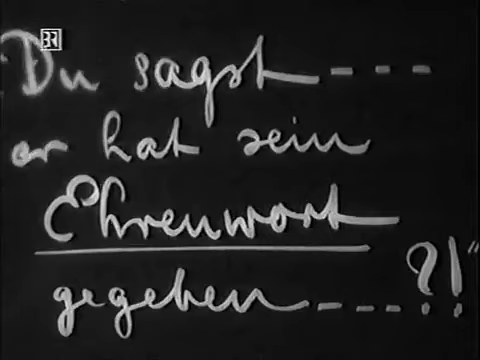 BR
Du sagst - - -
er hat sein
Ehrenwort
gegeben - - - - ?!"